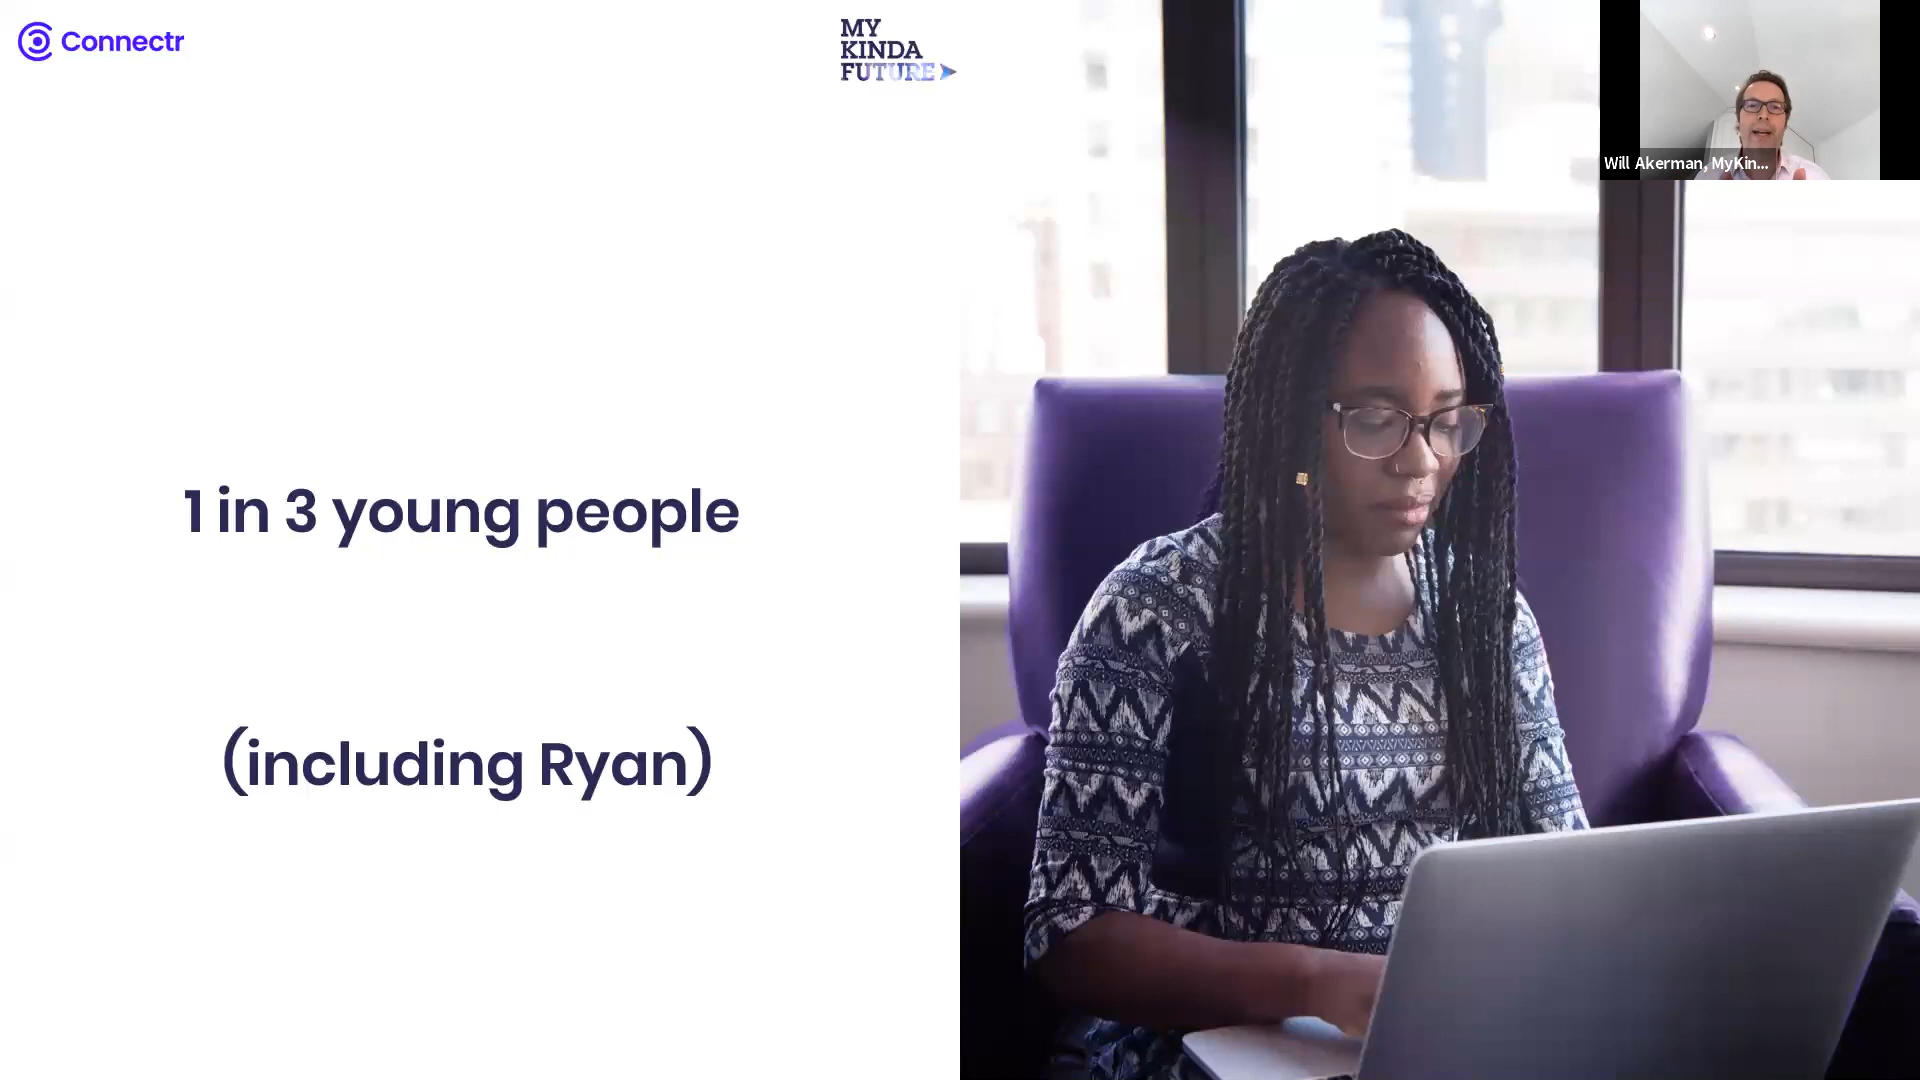 Connectr
MY
KINDA
FUTURE
Will Akerman, MyKin...
1 in 3 young people
(including Ryan)